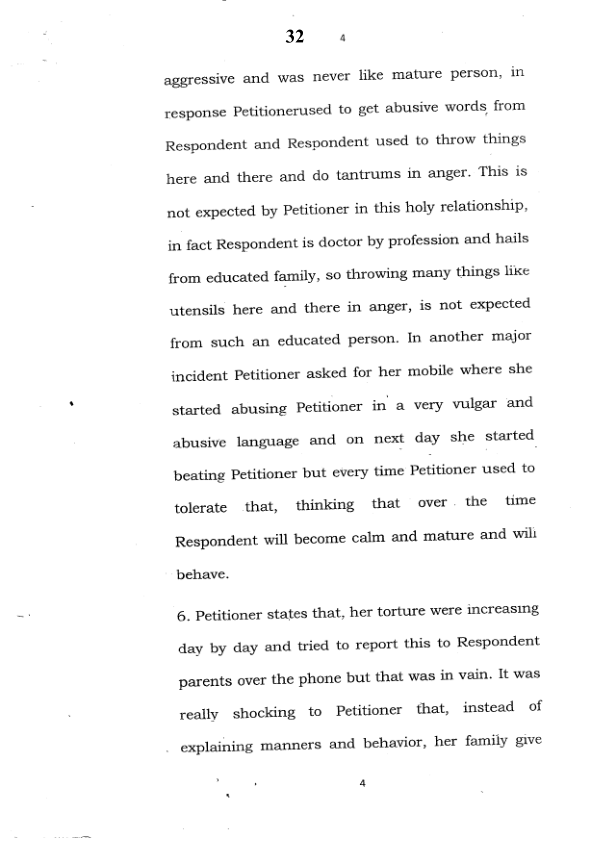 32 4
aggressive and was never like mature person, in
response Petitionerused to get abusive words from
Respondent and Respondent used to throw things
here and there and do tantrums in anger. This is
not expected by Petitioner in this holy relationship,
in fact Respondent is doctor by profession and hails
from educated family, so throwing many things like
utensils here and there in anger, is not expected
from such an educated person. In another major
incident Petitioner asked for her mobile where she
started abusing Petitioner in a very vulgar and
abusive language and on next day she started
beating Petitioner but every time Petitioner used to
tolerate that, thinking that over the time
Respondent will become calm and mature and will
behave.
6. Petitioner states that, her torture were increasing
day by day and tried to report this to Respondent
parents over the phone but that was in vain. It was
really shocking to Petitioner that, instead of
explaining manners and behavior, her family give
4